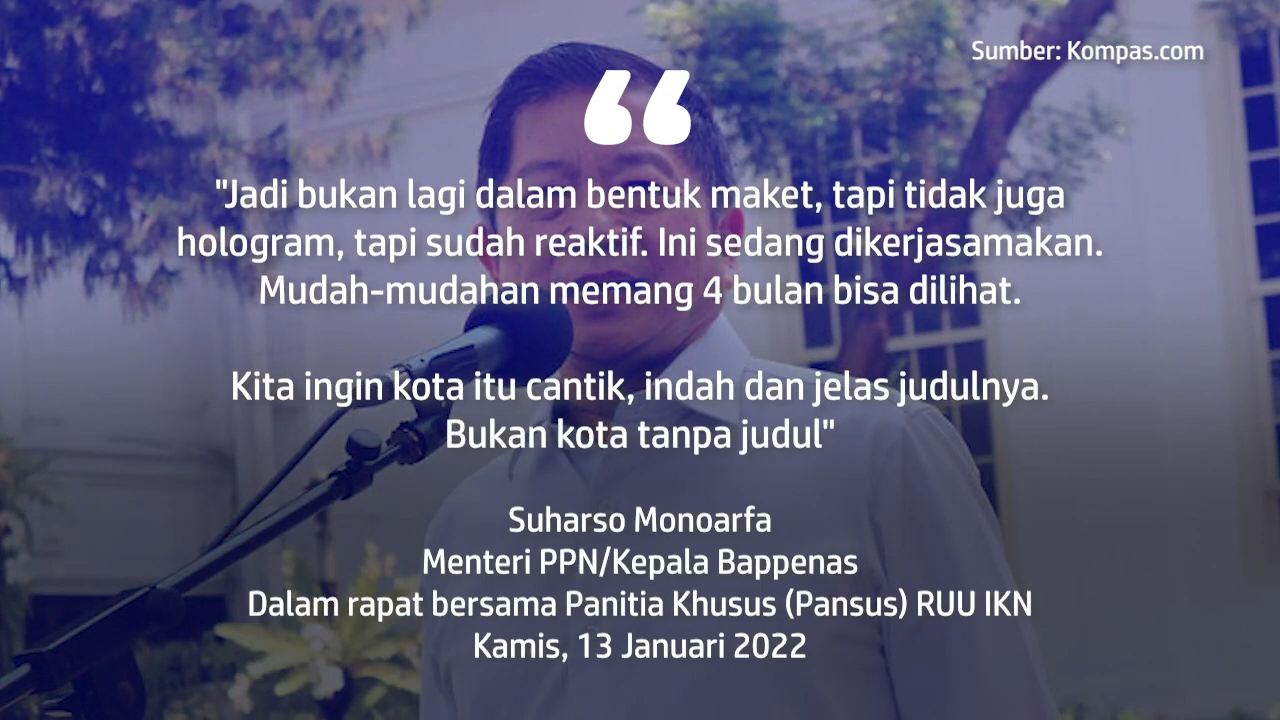 Sumber: Kompas.com
“
"Jadi bukan lagi dalam bentuk maket, tapi tidak juga
hologram, tapi sudah reaktif. Ini sedang dikerjasamakan.
Mudah-mudahan memang 4 bulan bisa dilihat.
Kita ingin kota itu cantik, indah dan jelas judulnya.
Bukan kota tanpa judul"
Suharso Monoarfa
Menteri PPN/Kepala Bappenas
Dalam rapat bersama Panitia Khusus (Pansus) RUU IKN
Kamis, 13 Januari 2022